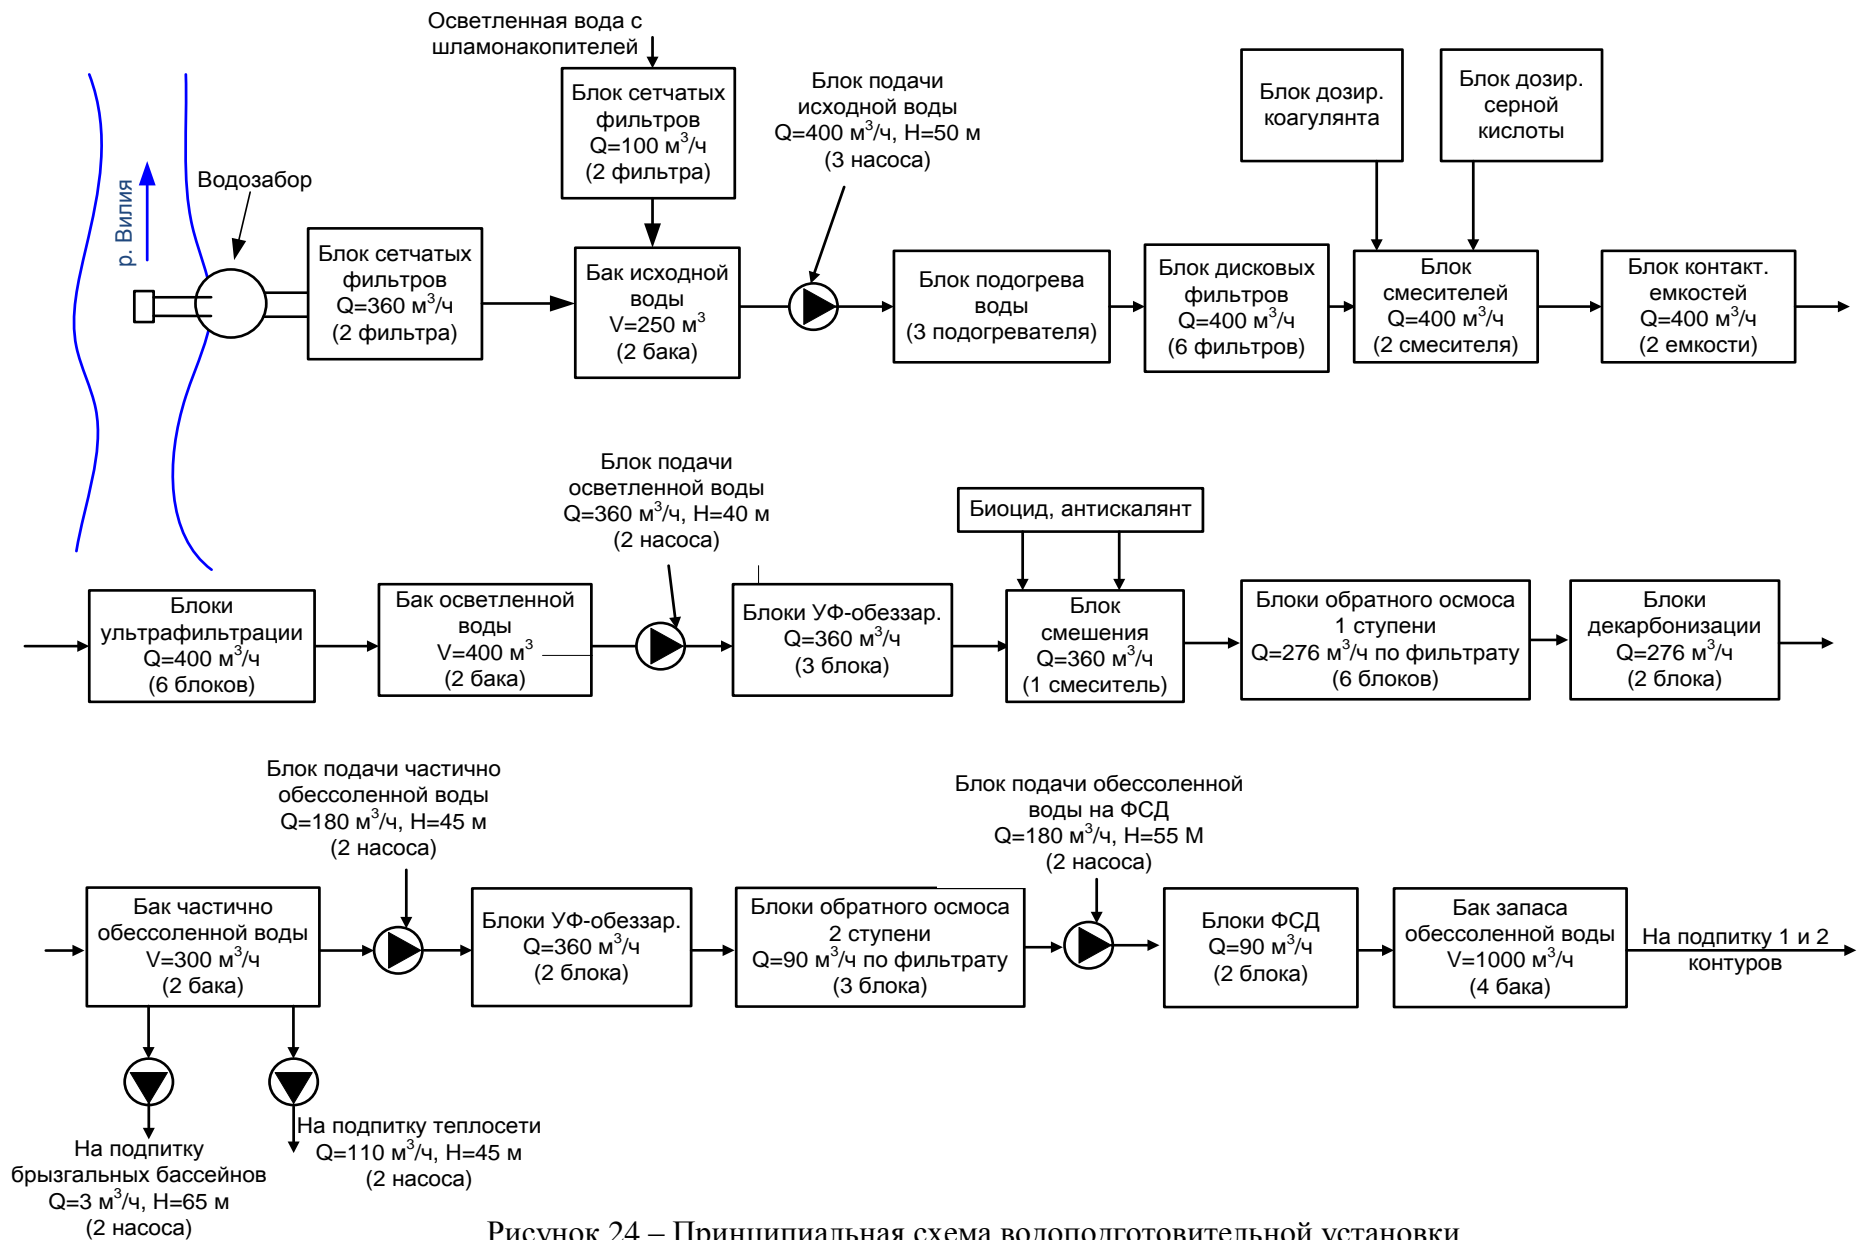 Осветленная вода с
шламонакопителей
Блок сетчатых
фильтров
Q=100 м³/ч
(2 фильтра)
Блок подачи
исходной воды
Q=400 м³/ч, Н=50 м
(3 насоса)
Блок дозир.
коагулянта
Блок дозир.
серной
кислоты
р. Вилия
Водозабор
Блок сетчатых
фильтров
Q=360 м³/ч
(2 фильтра)
Бак исходной
воды
V=250 м³
(2 бака)
Блок подогрева
воды
(3 подогревателя)
Блок дисковых
фильтров
Q=400 м³/ч
(6 фильтров)
Блок
смесителей
Q=400 м³/ч
(2 смесителя)
Блок контакт.
емкостей
Q=400 м³/ч
(2 емкости)
Блок подачи
осветленной воды
Q=360 м³/ч, Н=40 м
(2 насоса)
Биоцид, антискалянт
Блоки
ультрафильтрации
Q=400 м³/ч
(6 блоков)
Бак осветленной
воды
V=400 м³
(2 бака)
Блоки УФ-обеззар.
Q=360 м³/ч
(3 блока)
Блок
смешения
Q=360 м³/ч
(1 смеситель)
Блоки обратного осмоса
1 ступени
Q=276 м³/ч по фильтрату
(6 блоков)
Блоки
декарбонизации
Q=276 м³/ч
(2 блока)
Блок подачи частично
обессоленной воды
Q=180 м³/ч, Н=45 м
(2 насоса)
Блок подачи обессоленной
воды на ФСД
Q=180 м³/ч, Н=55 М
(2 насоса)
Бак частично
обессоленной воды
V=300 м³/ч
(2 бака)
Блоки УФ-обеззар.
Q=360 м³/ч
(2 блока)
Блоки обратного осмоса
2 ступени
Q=90 м³/ч по фильтрату
(3 блока)
Блоки ФСД
Q=90 м³/ч
(2 блока)
Бак запаса
обессоленной воды
V=1000 м³/ч
(4 бака)
На подпитку 1 и 2
контуров
На подпитку
брызгальных бассейнов
Q=3 м³/ч, Н=65 м
(2 насоса)
На подпитку теплосети
Q=110 м³/ч, Н=45 м
(2 насоса)
Рисунок 24 – Принципиальная схема водоподготовительной установки